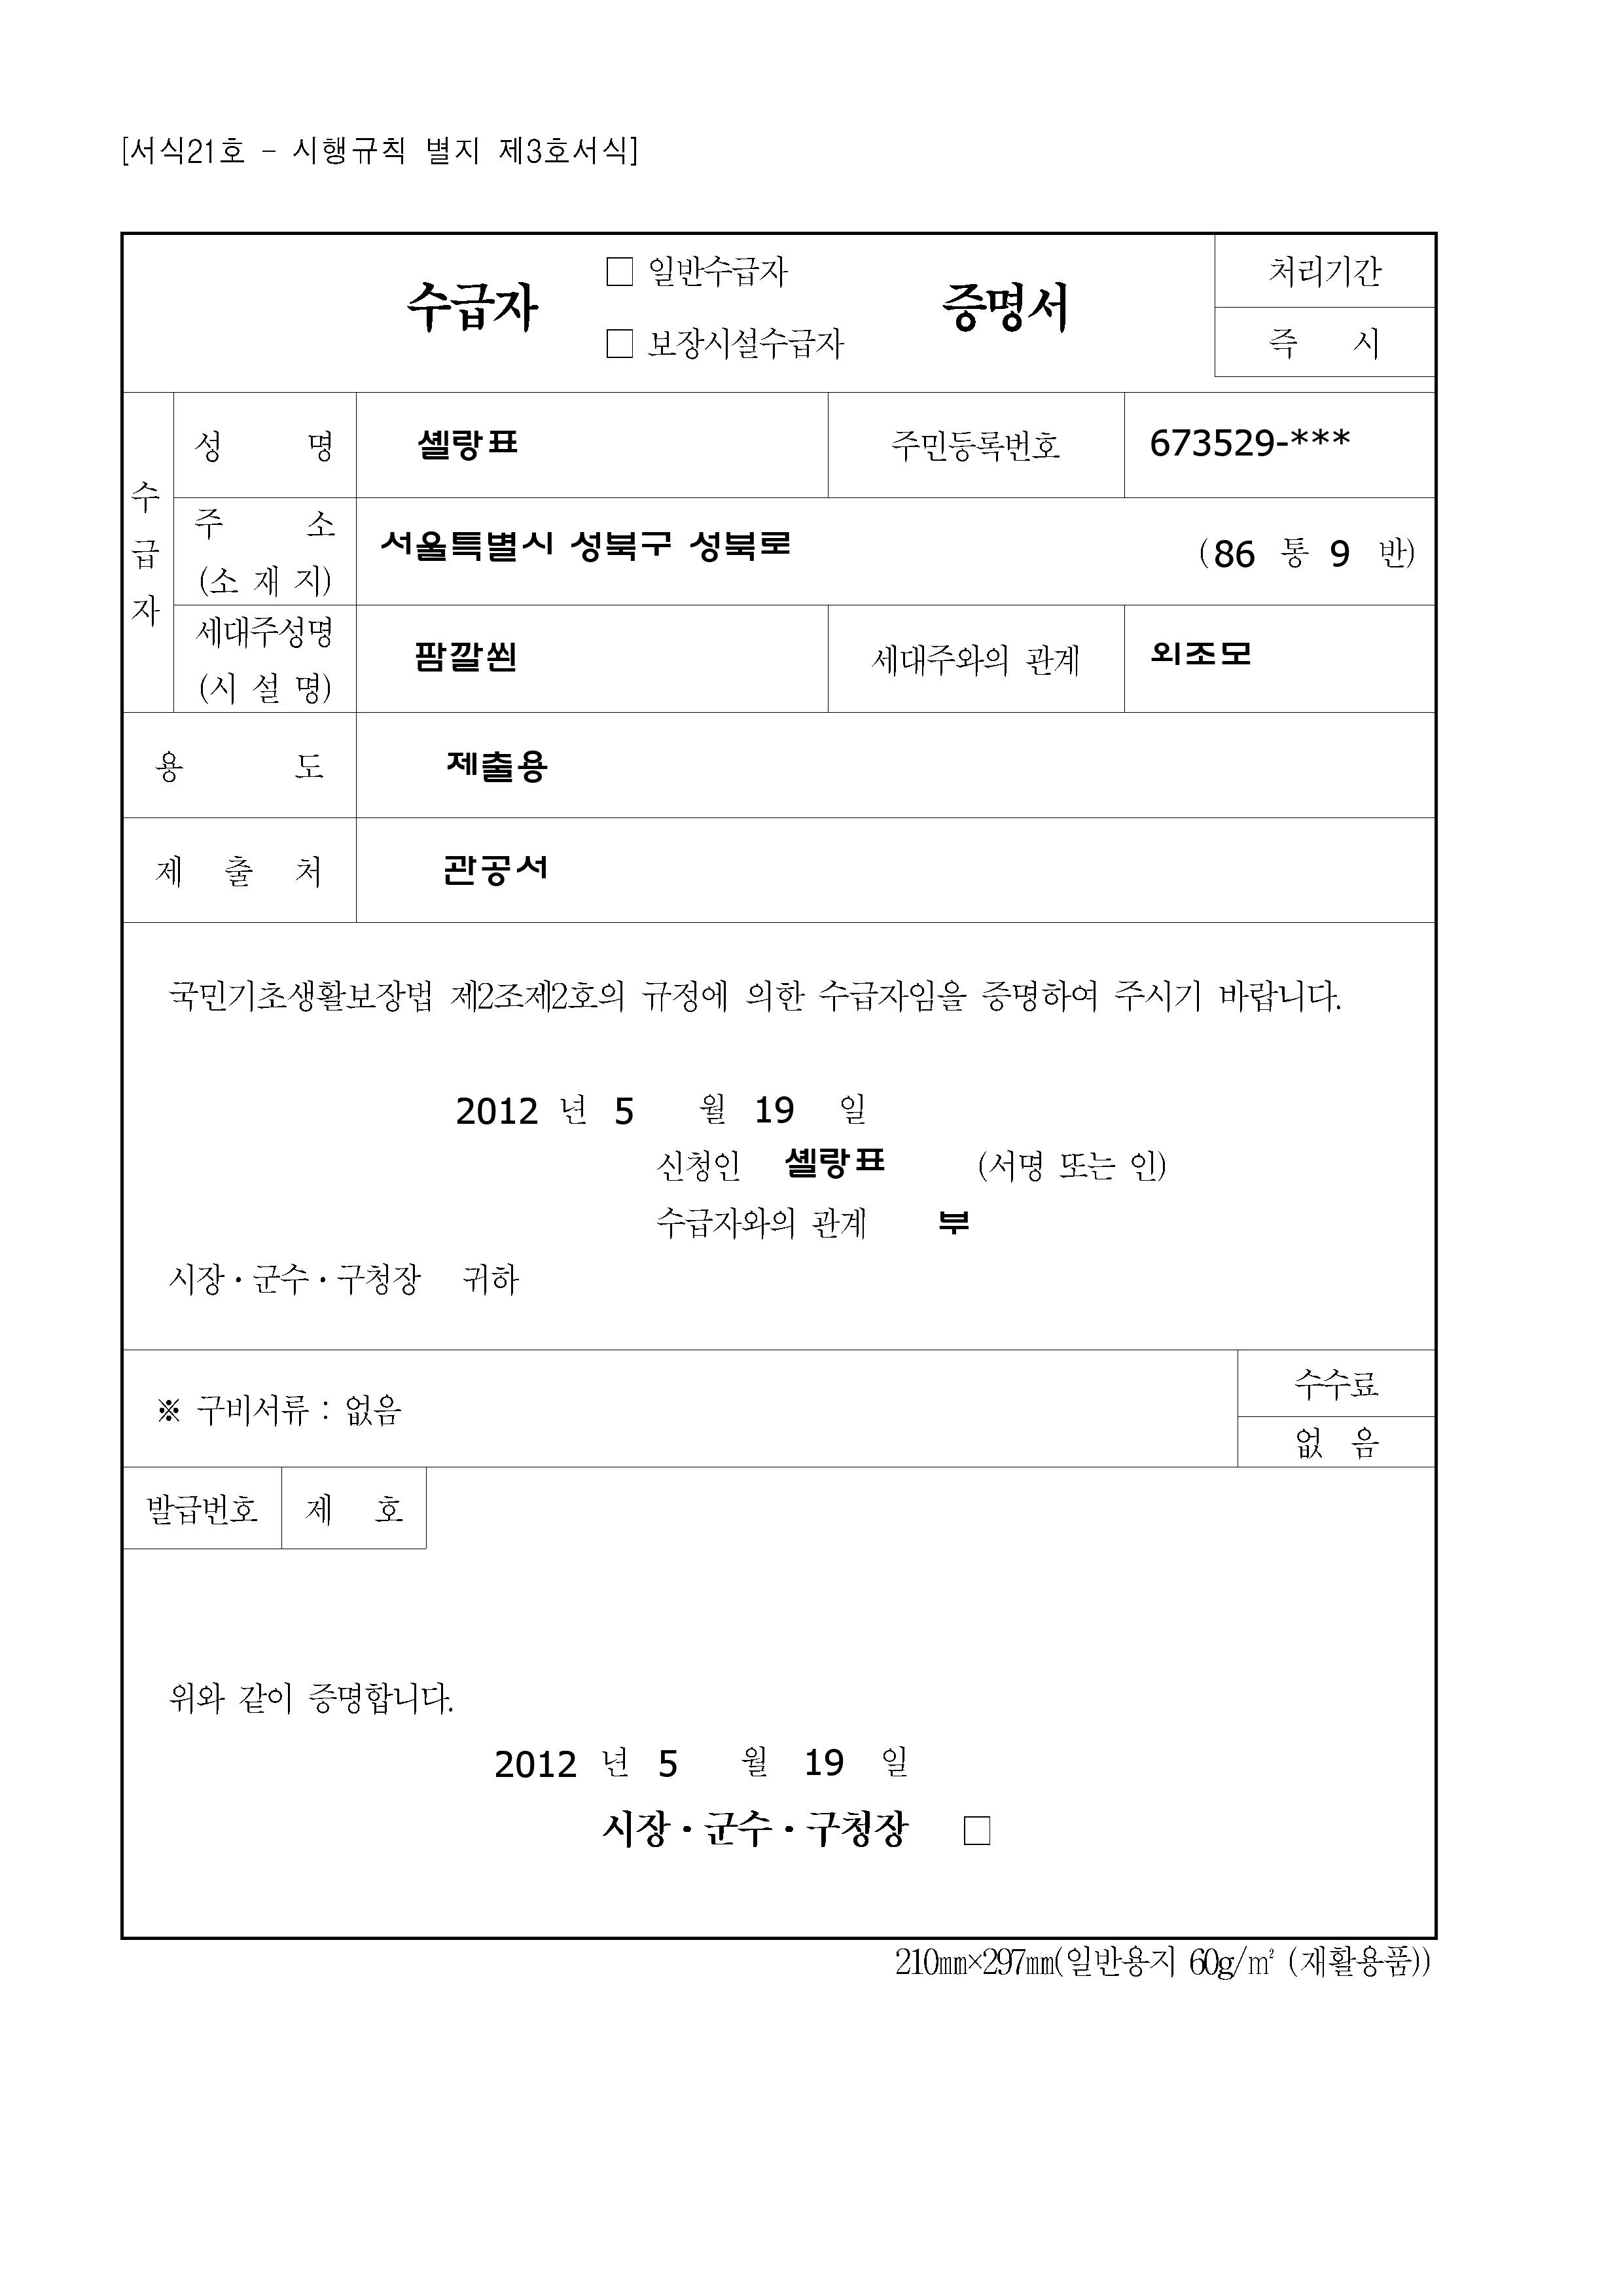 [서식21호 - 시행규칙 별지 제3호서식]
수급자 □ 일반수급자 □ 보장시설수급자 증명서
처리기간
즉 시
수급자
성 명 셸랑표 주민등록번호 673529-***
주 소 (소 재 지) 서울특별시 성북구 성북로 (86 통 9 반)
세대주성명 (시 설 명) 팜깔쐰 세대주와의 관계 외조모
용 도 제출용
제 출 처 관공서
국민기초생활보장법 제2조제2호의 규정에 의한 수급자임을 증명하여 주시기 바랍니다.
2012 년 5 월 19 일
신청인 셸랑표 (서명 또는 인)
수급자와의 관계 부
시장·군수·구청장 귀하
※ 구비서류 : 없음
수수료
없 음
발급번호 제 호
위와 같이 증명합니다.
2012 년 5 월 19 일
시장·군수·구청장 □
210㎜×297㎜(일반용지 60g/㎡ (재활용품))